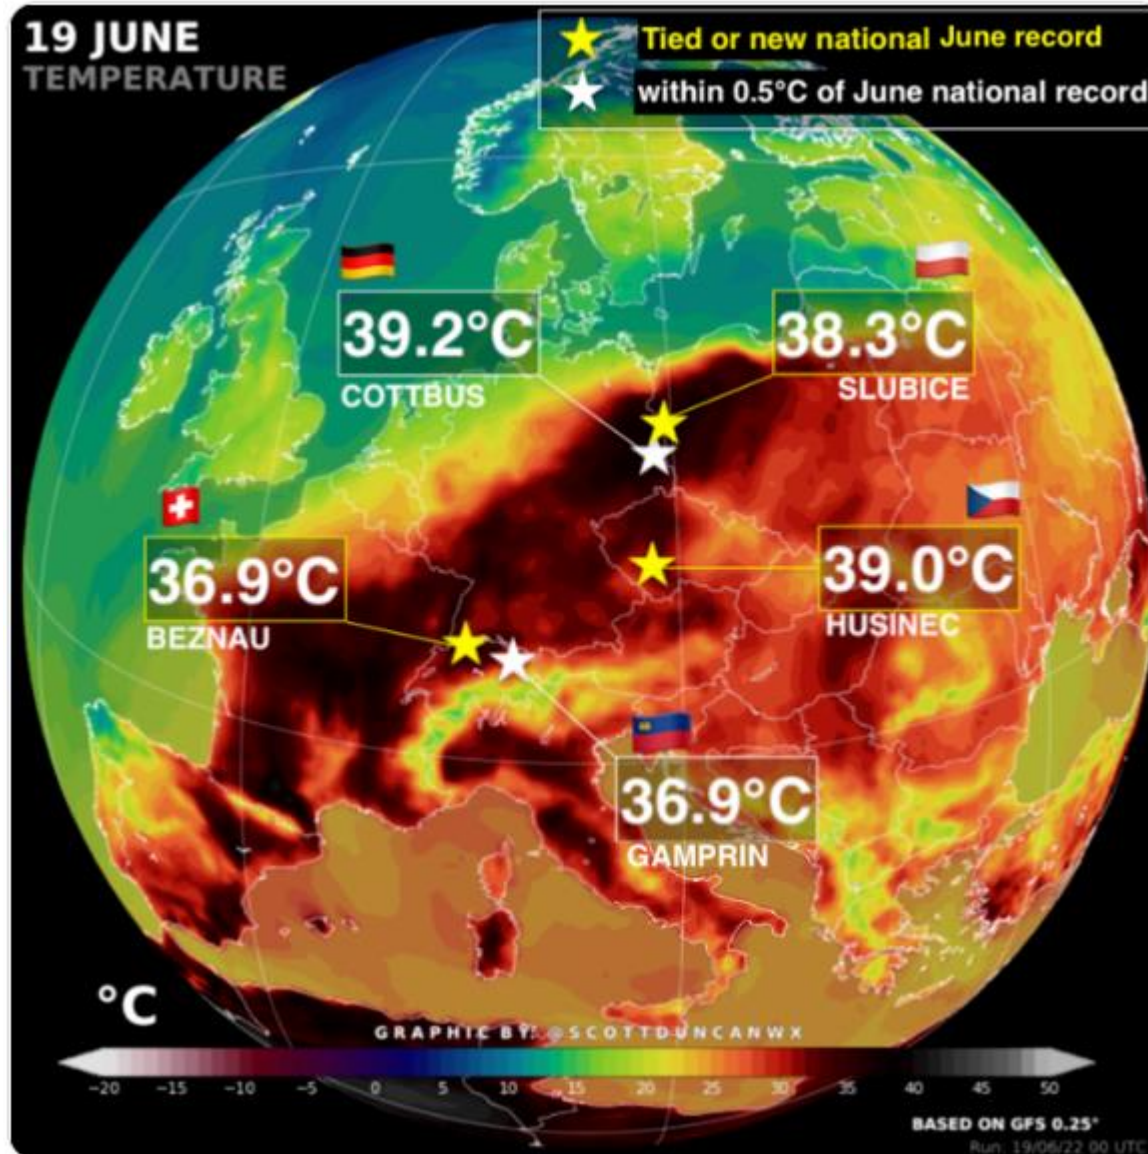 19 JUNE
TEMPERATURE
Tied or new national June record
within 0.5°C of June national record
39.2°C
COTTBUS
38.3°C
SLUBICE
36.9°C
BEZNAU
39.0°C
HUSINEC
36.9°C
GAMPRIN
°C
GRAPHIC BY: @SCOTTDUNCANWX
−20 −15 −10 −5 0 5 10 15 20 25 30 35 40 45 50
BASED ON GFS 0.25°
Run: 19/06/22 00 UTC